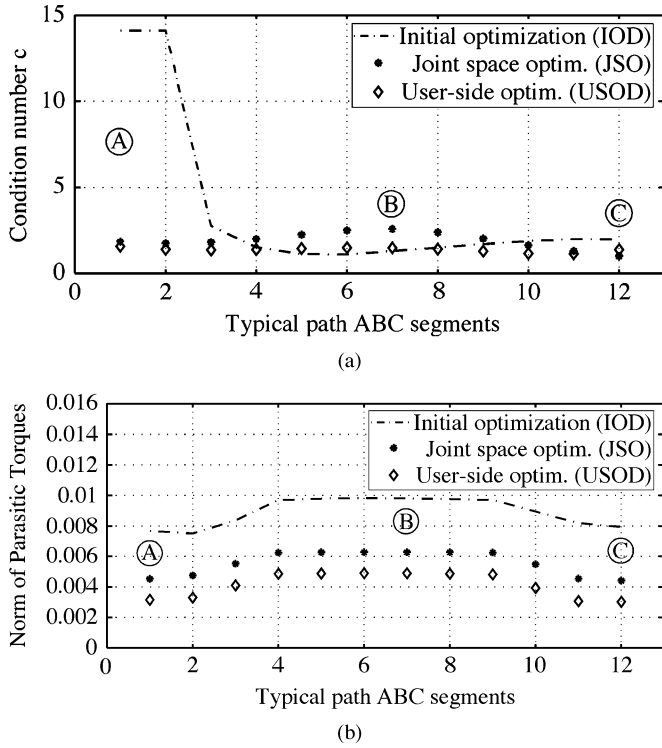 15
10
5
0
Condition number c
Initial optimization (IOD)
Joint space optim. (JSO)
User-side optim. (USOD)
A
B
C
0 2 4 6 8 10 12
Typical path ABC segments
(a)
0.016
0.014
0.012
0.01
0.008
0.006
0.004
0.002
0
Norm of Parasitic Torques
Initial optimization (IOD)
Joint space optim. (JSO)
User-side optim. (USOD)
A
B
C
0 2 4 6 8 10 12
Typical path ABC segments
(b)